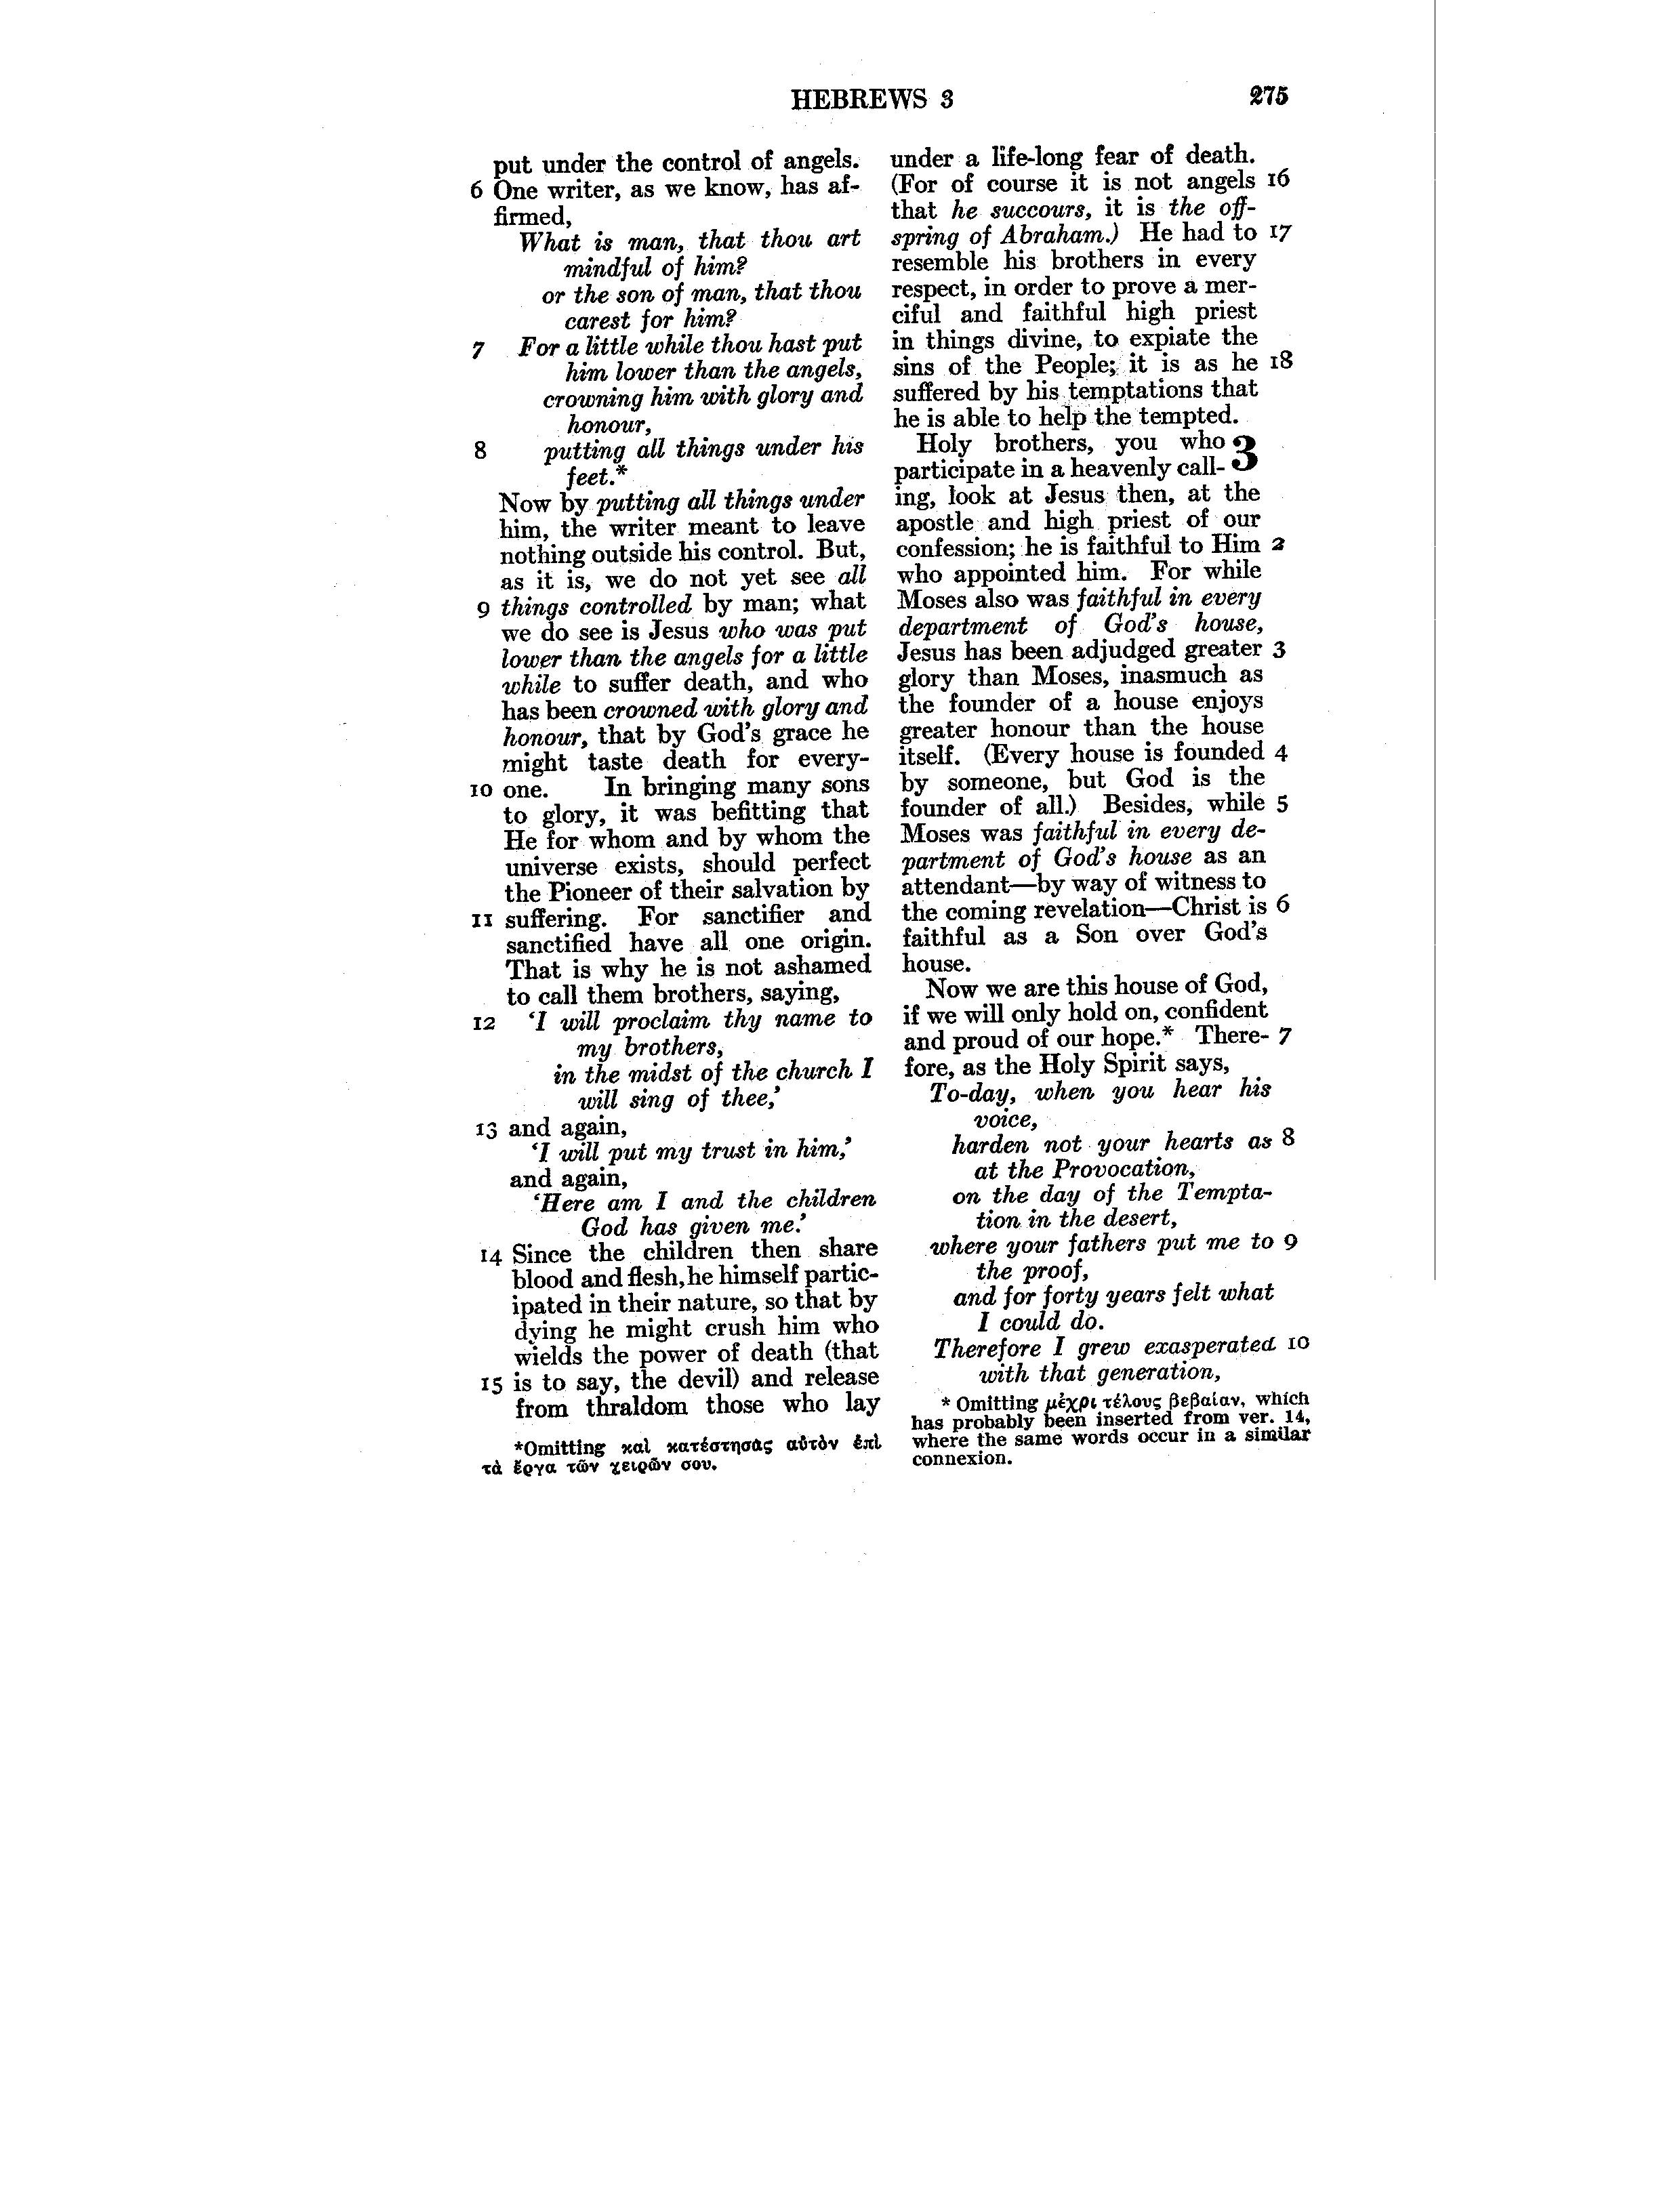 HEBREWS 3 275
put under the control of angels.
6 One writer, as we know, has af-
firmed,
What is man, that thou art
mindful of him?
or the son of man, that thou
carest for him?
7 For a little while thou hast put
him lower than the angels,
crowning him with glory and
honour,
8 putting all things under his
feet.*
Now by putting all things under
him, the writer meant to leave
nothing outside his control. But,
as it is, we do not yet see all
9 things controlled by man; what
we do see is Jesus who was put
lower than the angels for a little
while to suffer death, and who
has been crowned with glory and
honour, that by God's grace he
might taste death for every-
10 one. In bringing many sons
to glory, it was befitting that
He for whom and by whom the
universe exists, should perfect
the Pioneer of their salvation by
11 suffering. For sanctifier and
sanctified have all one origin.
That is why he is not ashamed
to call them brothers, saying,
12 'I will proclaim thy name to
my brothers,
in the midst of the church I
will sing of thee,'
13 and again,
'I will put my trust in him,'
and again,
'Here am I and the children
God has given me.'
14 Since the children then share
blood and flesh, he himself partic-
ipated in their nature, so that by
dying he might crush him who
wields the power of death (that
15 is to say, the devil) and release
from thraldom those who lay
*Omitting καὶ κατέστησας αὐτὸν ἐπὶ
τὰ ἔργα τῶν χειρῶν σου.
under a life-long fear of death.
(For of course it is not angels 16
that he succours, it is the off-
spring of Abraham.) He had to 17
resemble his brothers in every
respect, in order to prove a mer-
ciful and faithful high priest
in things divine, to expiate the
sins of the People; it is as he 18
suffered by his temptations that
he is able to help the tempted.
Holy brothers, you who 3
participate in a heavenly call-
ing, look at Jesus then, at the
apostle and high priest of our
confession; he is faithful to Him 2
who appointed him. For while
Moses also was faithful in every
department of God's house,
Jesus has been adjudged greater 3
glory than Moses, inasmuch as
the founder of a house enjoys
greater honour than the house
itself. (Every house is founded 4
by someone, but God is the
founder of all.) Besides, while 5
Moses was faithful in every de-
partment of God's house as an
attendant—by way of witness to
the coming revelation—Christ is 6
faithful as a Son over God's
house.
Now we are this house of God,
if we will only hold on, confident
and proud of our hope.* There- 7
fore, as the Holy Spirit says,
To-day, when you hear his
voice,
harden not your hearts as 8
at the Provocation,
on the day of the Tempta-
tion in the desert,
where your fathers put me to 9
the proof,
and for forty years felt what
I could do.
Therefore I grew exasperated 10
with that generation,
* Omitting μέχρι τέλους βεβαίαν, which
has probably been inserted from ver. 14,
where the same words occur in a similar
connexion.